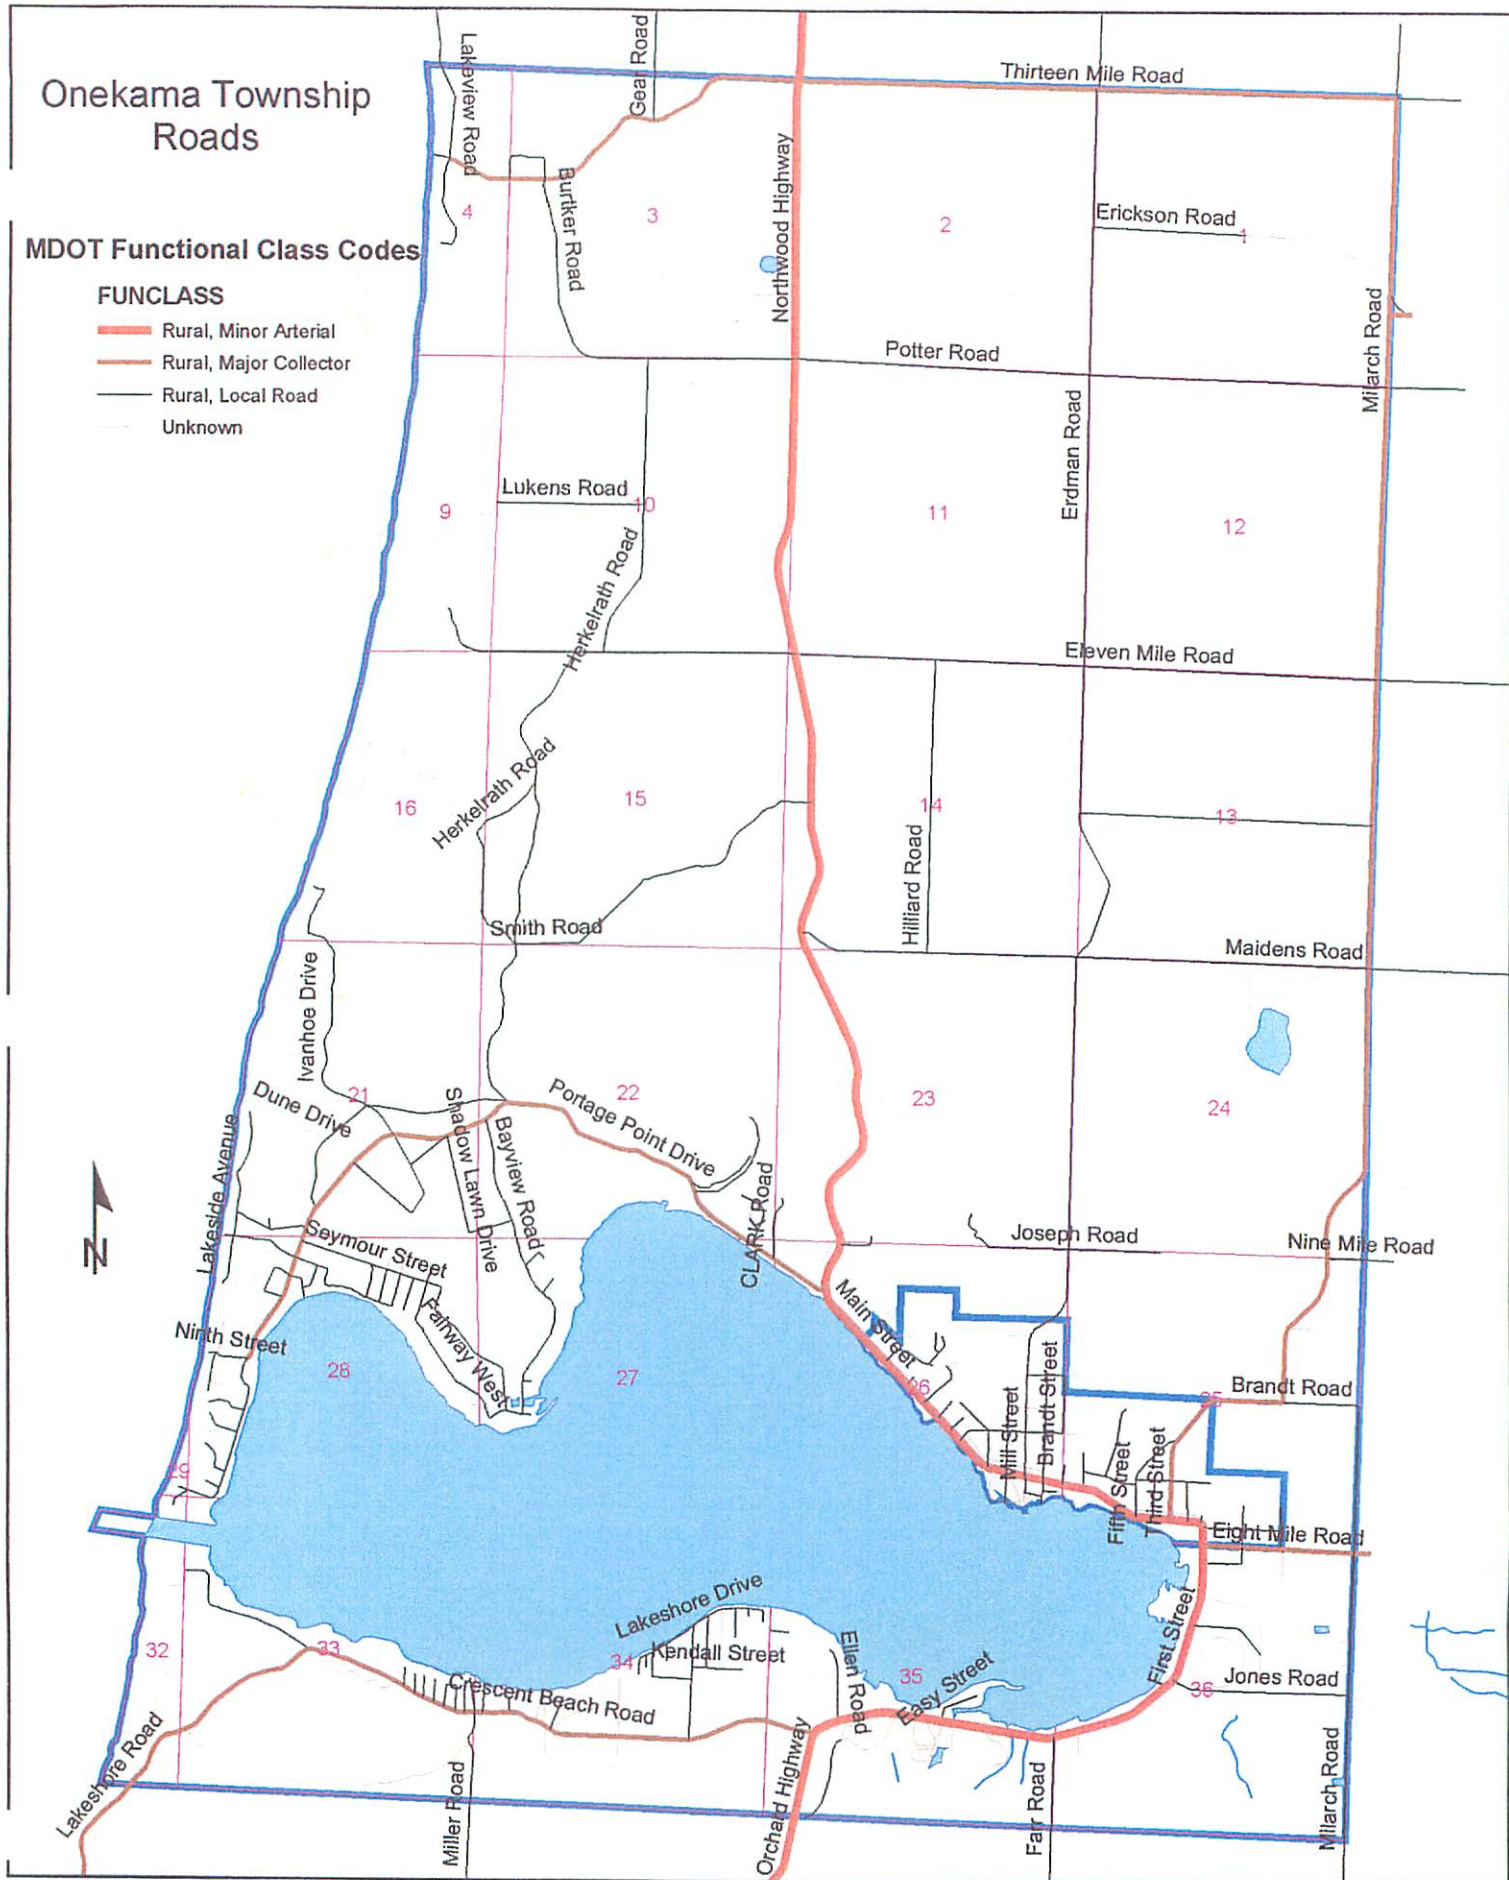 Onekama Township
Roads
MDOT Functional Class Codes
FUNCLASS
Rural, Minor Arterial
Rural, Major Collector
Rural, Local Road
Unknown
Lakeview Road
Gear Road
Thirteen Mile Road
Burtker Road
Northwood Highway
Erickson Road
4
3
2
1
Milarch Road
Potter Road
Erdman Road
Lukens Road
9
10
11
12
Herkelrath Road
Eleven Mile Road
Herkelrath Road
16
15
14
13
Hilliard Road
Smith Road
Maidens Road
Ivanhoe Drive
21
22
23
24
Dune Drive
Shadow Lawn Drive
Bayview Road
Portage Point Drive
Lakeside Avenue
CLARK Road
N
Seymour Street
Joseph Road
Nine Mile Road
Main Street
Fairway West
Ninth Street
28
27
26
25
Brandt Road
Mill Street
Brandt Street
Fifth Street
Third Street
29
Eight Mile Road
Lakeshore Drive
Kendall Street
Ellen Road
First Street
32
33
34
35
36
Easy Street
Jones Road
Crescent Beach Road
Lakeshore Road
Miller Road
Orchard Highway
Farr Road
Milarch Road